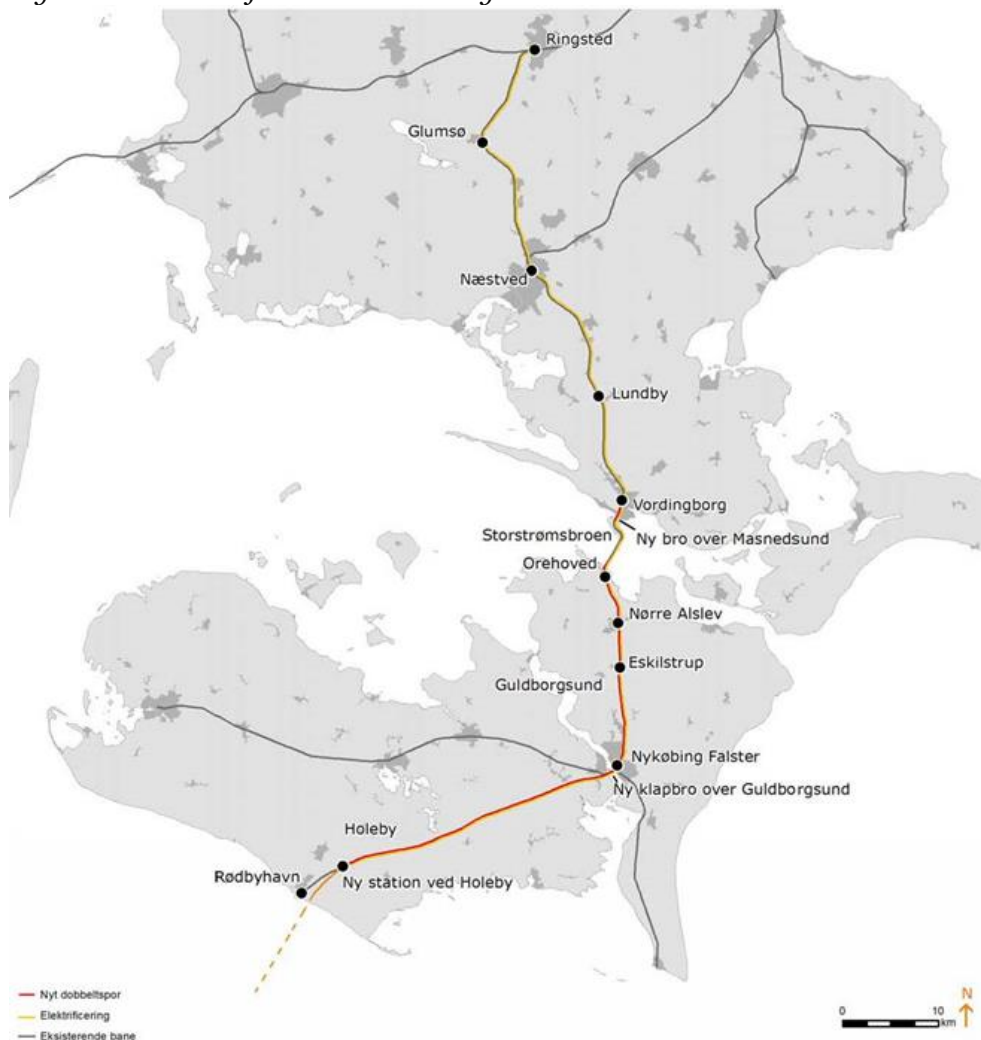 Ringsted
Glumsø
Næstved
Lundby
Vordingborg
Storstrømsbroen
Ny bro over Masnedsund
Orehoved
Nørre Alslev
Eskilstrup
Guldborgsund
Nykøbing Falster
Ny klapbro over Guldborgsund
Holeby
Rødbyhavn
Ny station ved Holeby
Nyt dobbeltspor
Elektrificering
Eksisterende bane
0 10
km
N